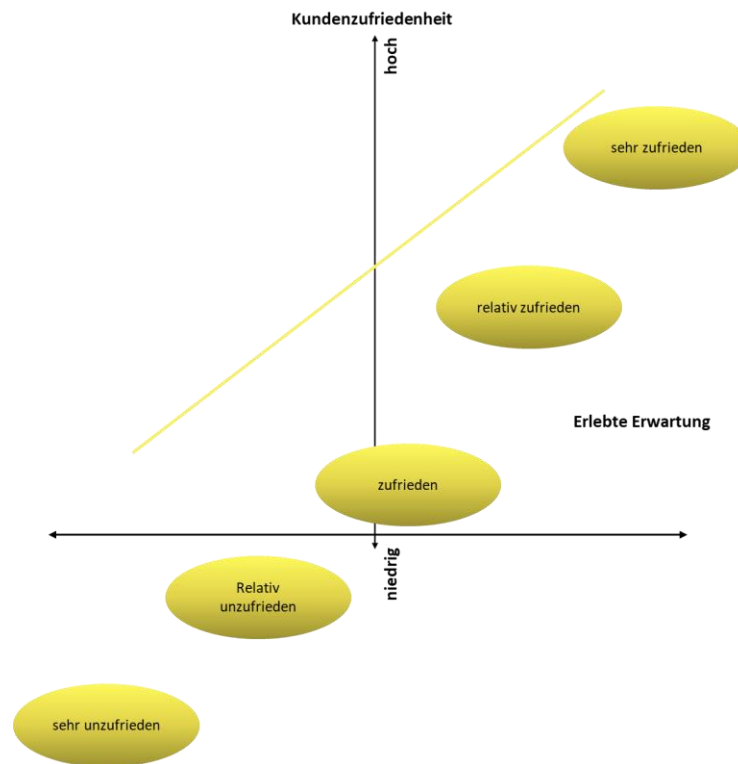 Kundenzufriedenheit
hoch
sehr zufrieden
relativ zufrieden
Erlebte Erwartung
zufrieden
niedrig
Relativ
unzufrieden
sehr unzufrieden